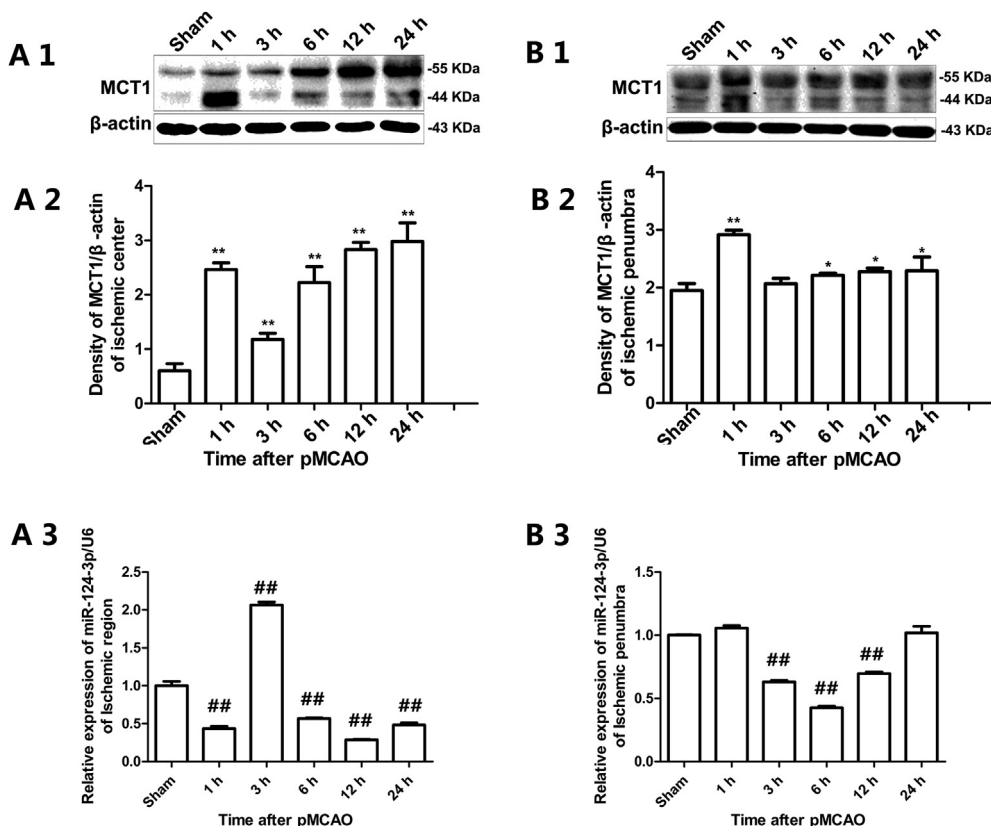 A 1
Sham 1 h 3 h 6 h 12 h 24 h
MCT1
-55 KDa
-44 KDa
β-actin
-43 KDa
B 1
Sham 1 h 3 h 6 h 12 h 24 h
MCT1
-55 KDa
-44 KDa
β-actin
-43 KDa
A 2
Density of MCT1/β -actin
of ischemic center
4
3
2
1
0
**
**
**
**
**
Sham 1 h 3 h 6 h 12 h 24 h
Time after pMCAO
B 2
Density of MCT1/β -actin
of ischemic penumbra
4
3
2
1
0
**
*
*
*
Sham 1 h 3 h 6 h 12 h 24 h
Time after pMCAO
A 3
Relative expression of miR-124-3p/U6
of Ischemic region
2.5
2.0
1.5
1.0
0.5
0.0
##
##
##
##
##
Sham 1 h 3 h 6 h 12 h 24 h
Time after pMCAO
B 3
Relative expression of miR-124-3p/U6
of Ischemic penumbra
1.5
1.0
0.5
0.0
##
##
##
Sham 1 h 3 h 6 h 12 h 24 h
Time after pMCAO